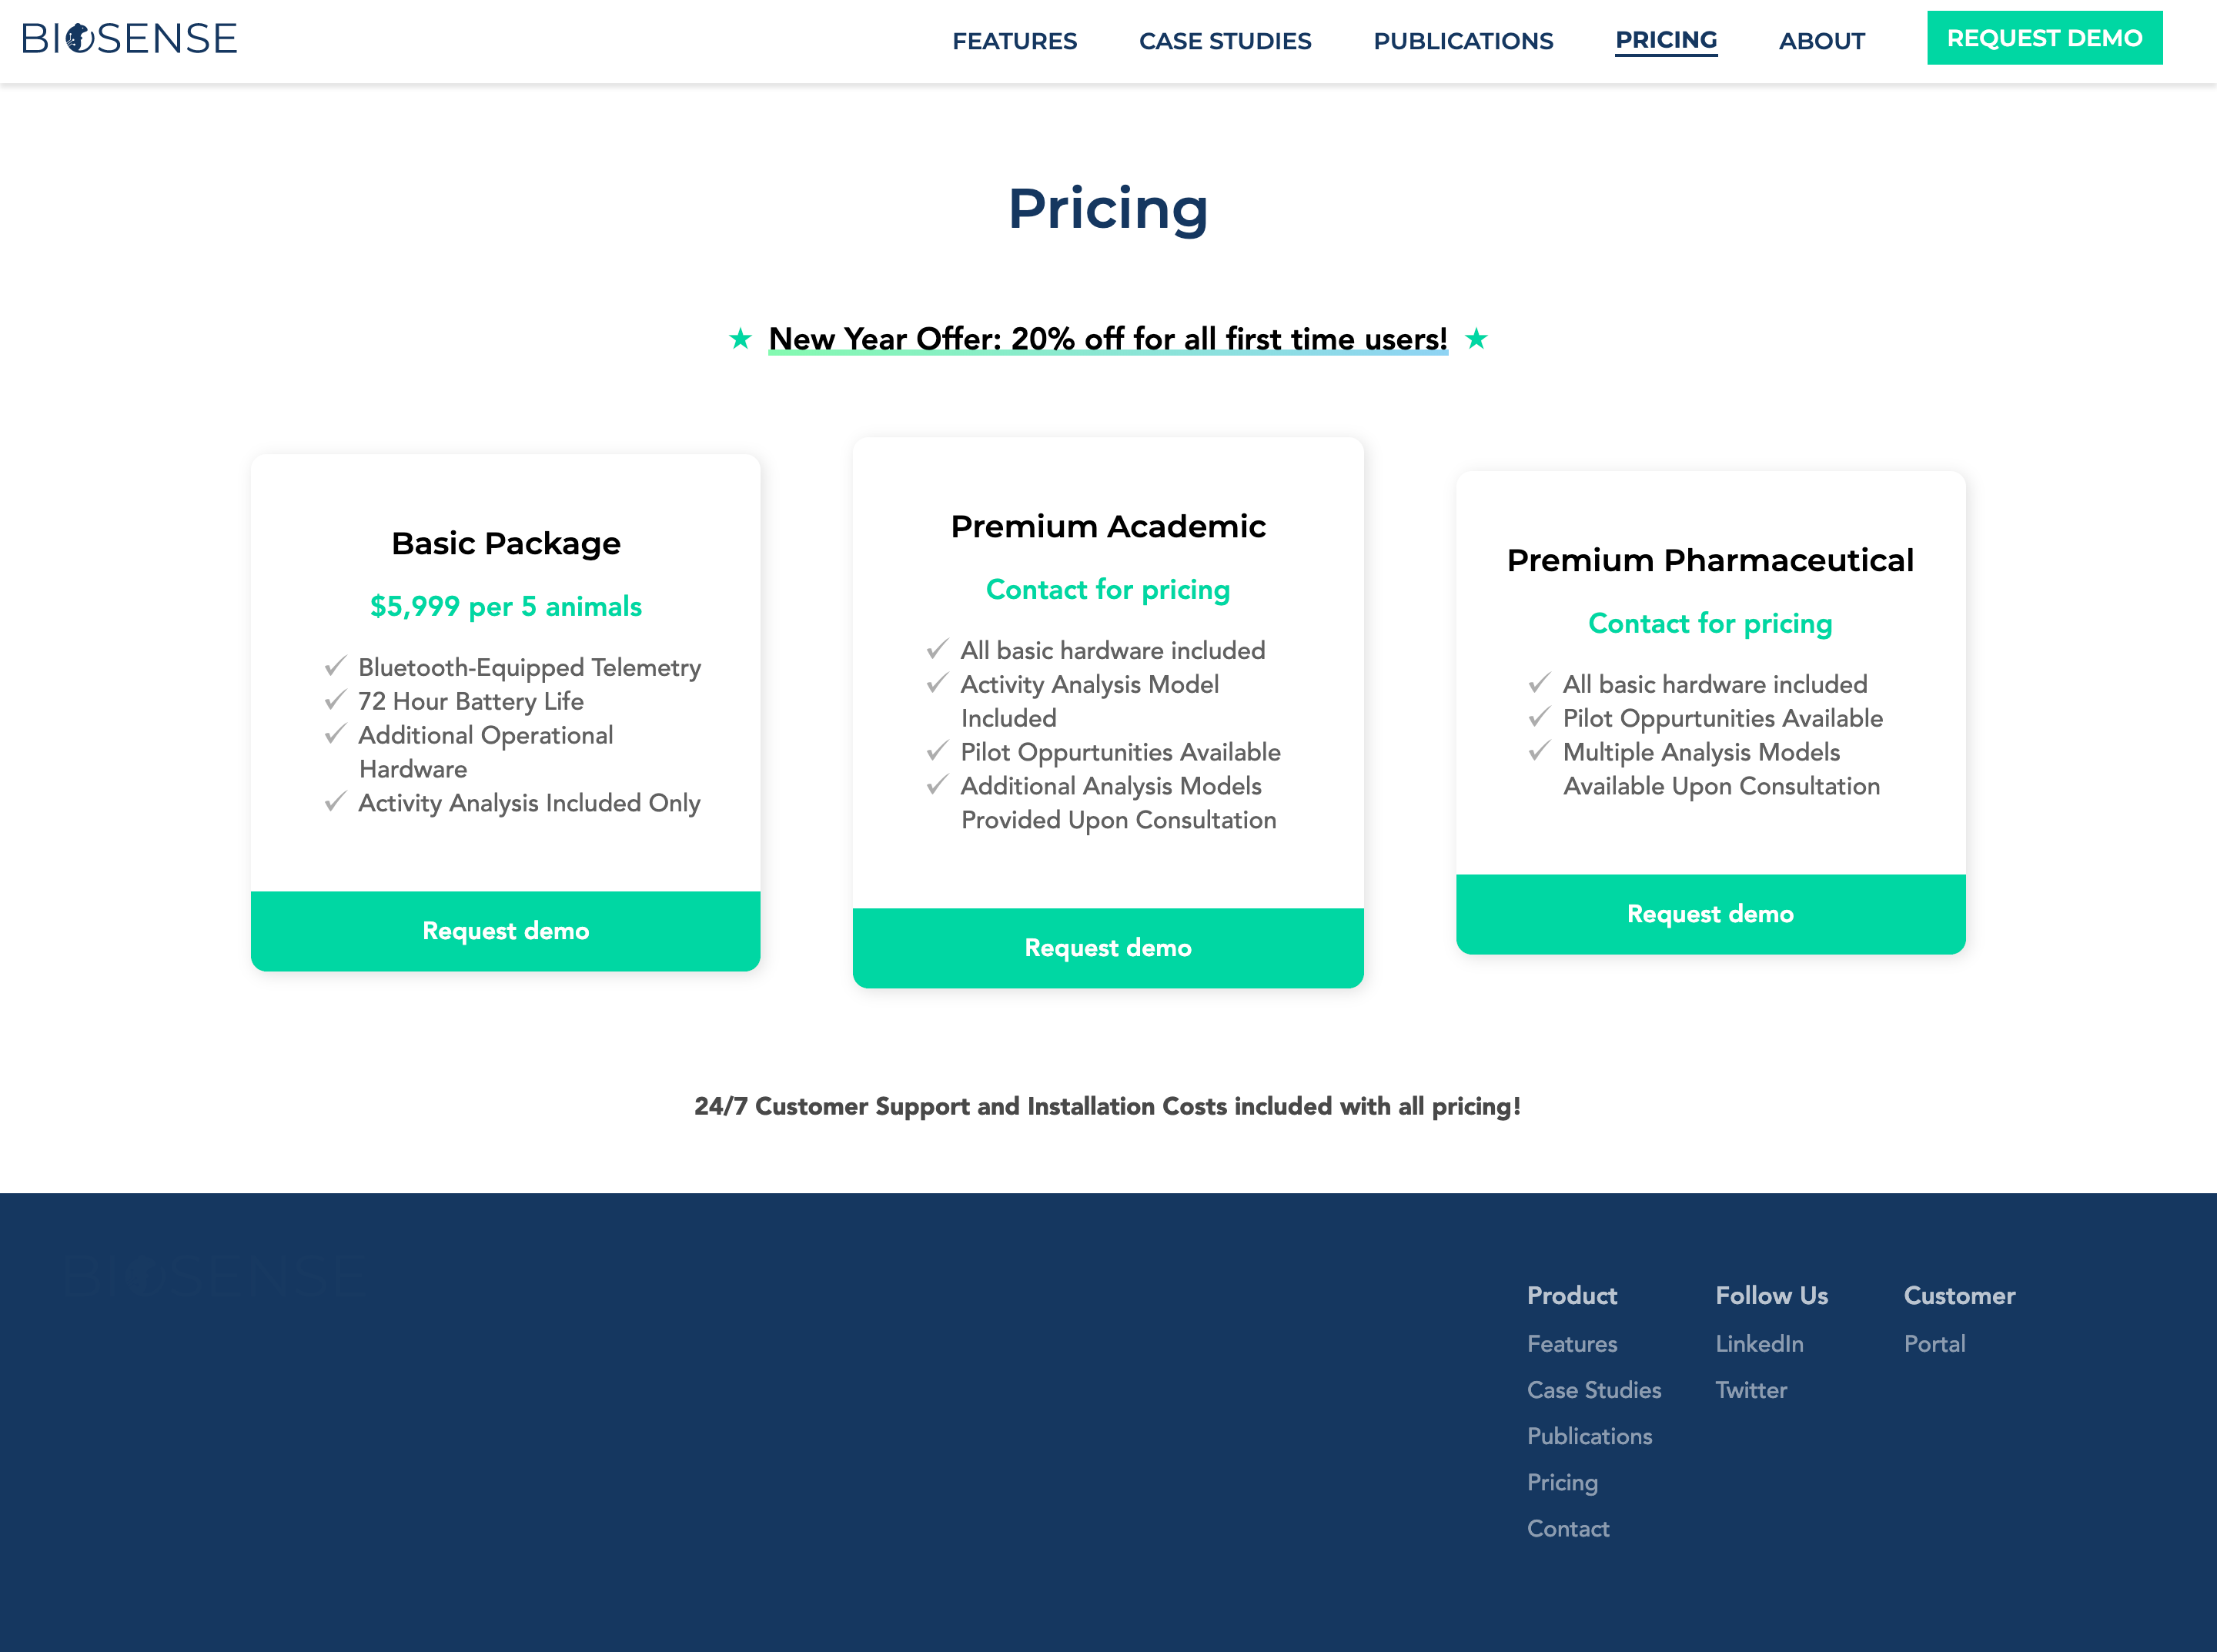 BIOSENSE
FEATURES
CASE STUDIES
PUBLICATIONS
PRICING
ABOUT
REQUEST DEMO
Pricing
★ New Year Offer: 20% off for all first time users! ★
Basic Package
$5,999 per 5 animals
✓ Bluetooth-Equipped Telemetry
✓ 72 Hour Battery Life
✓ Additional Operational
Hardware
✓ Activity Analysis Included Only
Request demo
Premium Academic
Contact for pricing
✓ All basic hardware included
✓ Activity Analysis Model
Included
✓ Pilot Oppurtunities Available
✓ Additional Analysis Models
Provided Upon Consultation
Request demo
Premium Pharmaceutical
Contact for pricing
✓ All basic hardware included
✓ Pilot Oppurtunities Available
✓ Multiple Analysis Models
Available Upon Consultation
Request demo
24/7 Customer Support and Installation Costs included with all pricing!
BIOSENSE
Product
Features
Case Studies
Publications
Pricing
Contact
Follow Us
LinkedIn
Twitter
Customer
Portal